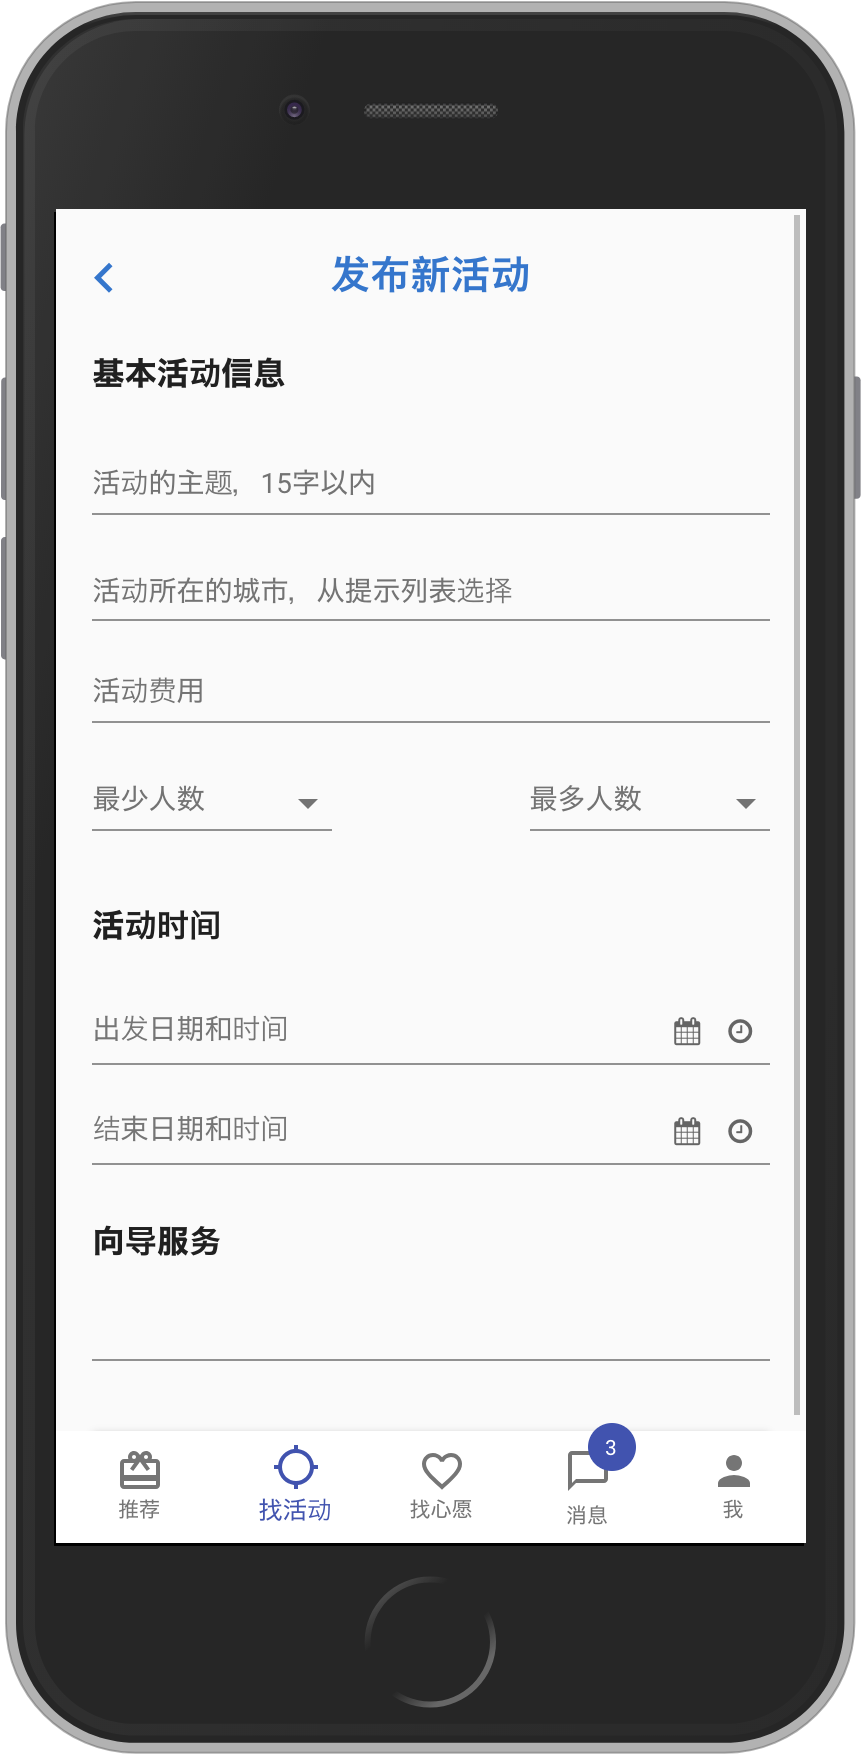 发布新活动
基本活动信息
活动的主题，15字以内
活动所在的城市，从提示列表选择
活动费用
最少人数 最多人数
活动时间
出发日期和时间
结束日期和时间
向导服务
3
推荐 找活动 找心愿 消息 我